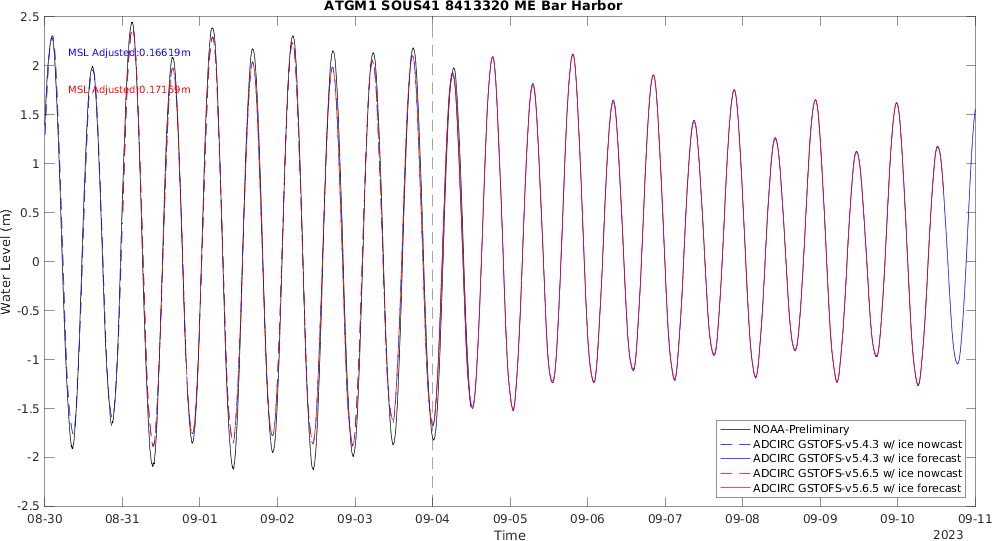 ATGM1 SOUS41 8413320 ME Bar Harbor
2.5
2
1.5
1
0.5
0
-0.5
-1
-1.5
-2
-2.5
Water Level (m)
MSL Adjusted:0.16619m
MSL Adjusted:0.17159m
NOAA-Preliminary
ADCIRC GSTOFS-v5.4.3 w/ ice nowcast
ADCIRC GSTOFS-v5.4.3 w/ ice forecast
ADCIRC GSTOFS-v5.6.5 w/ ice nowcast
ADCIRC GSTOFS-v5.6.5 w/ ice forecast
08-30 08-31 09-01 09-02 09-03 09-04 09-05 09-06 09-07 09-08 09-09 09-10 09-11
Time
2023